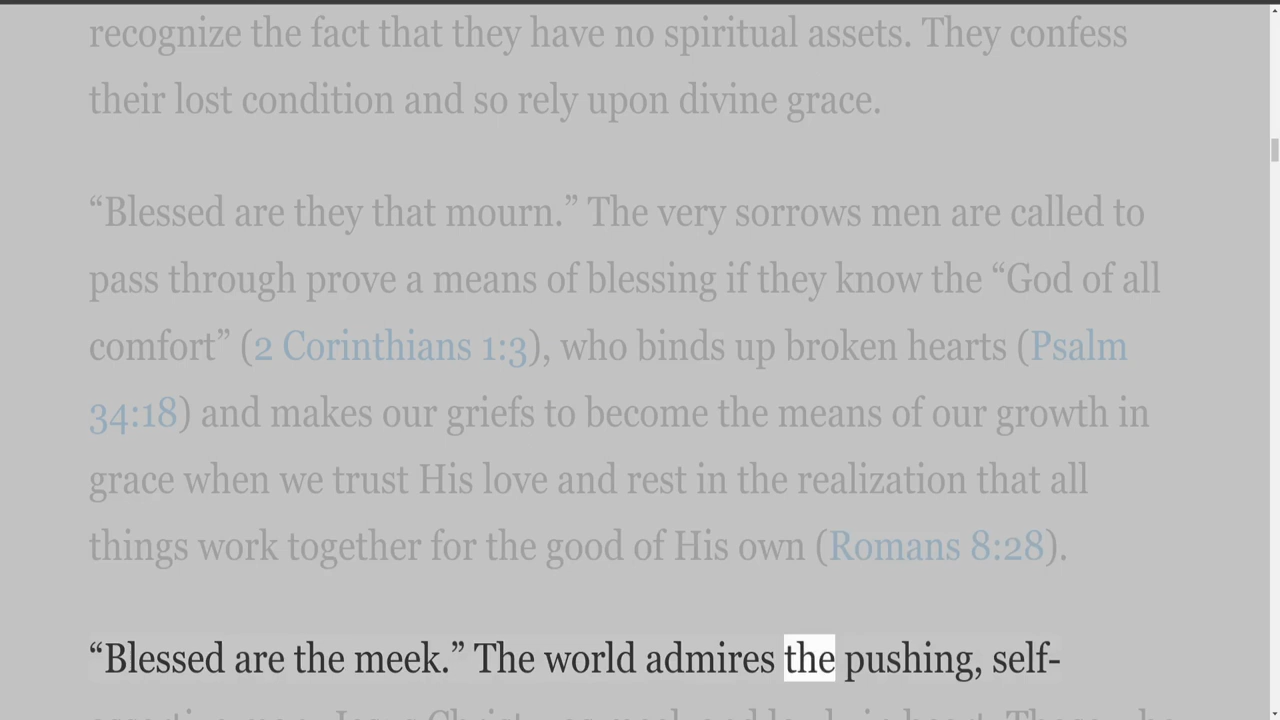 recognize the fact that they have no spiritual assets. They confess
their lost condition and so rely upon divine grace.
“Blessed are they that mourn.” The very sorrows men are called to
pass through prove a means of blessing if they know the “God of all
comfort” (2 Corinthians 1:3), who binds up broken hearts (Psalm
34:18) and makes our griefs to become the means of our growth in
grace when we trust His love and rest in the realization that all
things work together for the good of His own (Romans 8:28).
“Blessed are the meek.” The world admires the pushing, self-